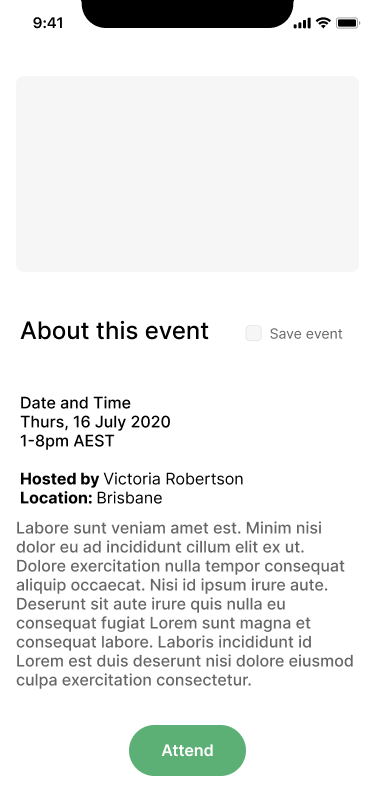 9:41
About this event
Save event
Date and Time
Thurs, 16 July 2020
1-8pm AEST
Hosted by Victoria Robertson
Location: Brisbane
Labore sunt veniam amet est. Minim nisi
dolor eu ad incididunt cillum elit ex ut.
Dolore exercitation nulla tempor consequat
aliquip occaecat. Nisi id ipsum irure aute.
Deserunt sit aute irure quis nulla eu
consequat fugiat Lorem sunt magna et
consequat labore. Laboris incididunt id
Lorem est duis deserunt nisi dolore eiusmod
culpa exercitation consectetur.
Attend